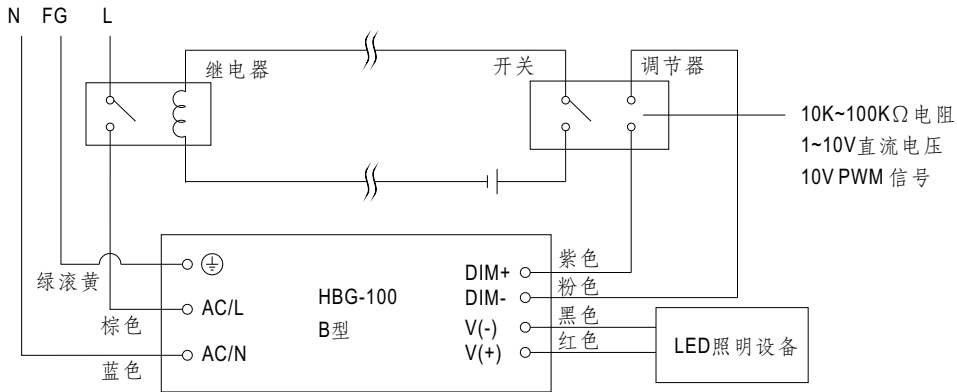 N FG L
继电器
开关
调节器
10K~100KΩ电阻
1~10V直流电压
10V PWM 信号
绿滚黄
棕色
蓝色
AC/L
AC/N
HBG-100
B型
DIM+
DIM-
V(-)
V(+)
紫色
粉色
黑色
红色
LED照明设备